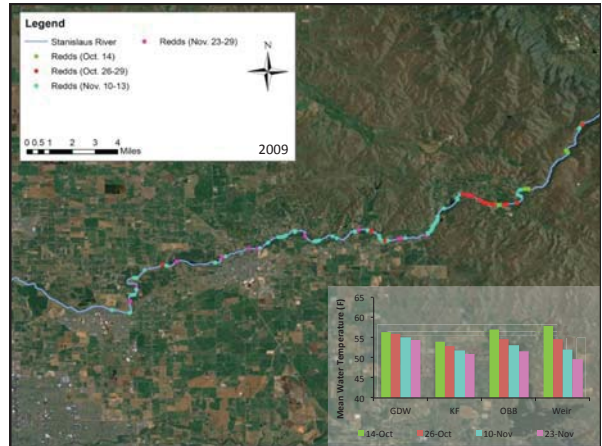 Legend
Stanislaus River
Redds (Oct. 14)
Redds (Oct. 26-29)
Redds (Nov. 10-13)
Redds (Nov. 23-29)
N
0 0.5 1 2 3 4
Miles
2009
Mean Water Temperature (F)
65
60
55
50
45
40
GDW KF OBB Weir
14-Oct 26-Oct 10-Nov 23-Nov